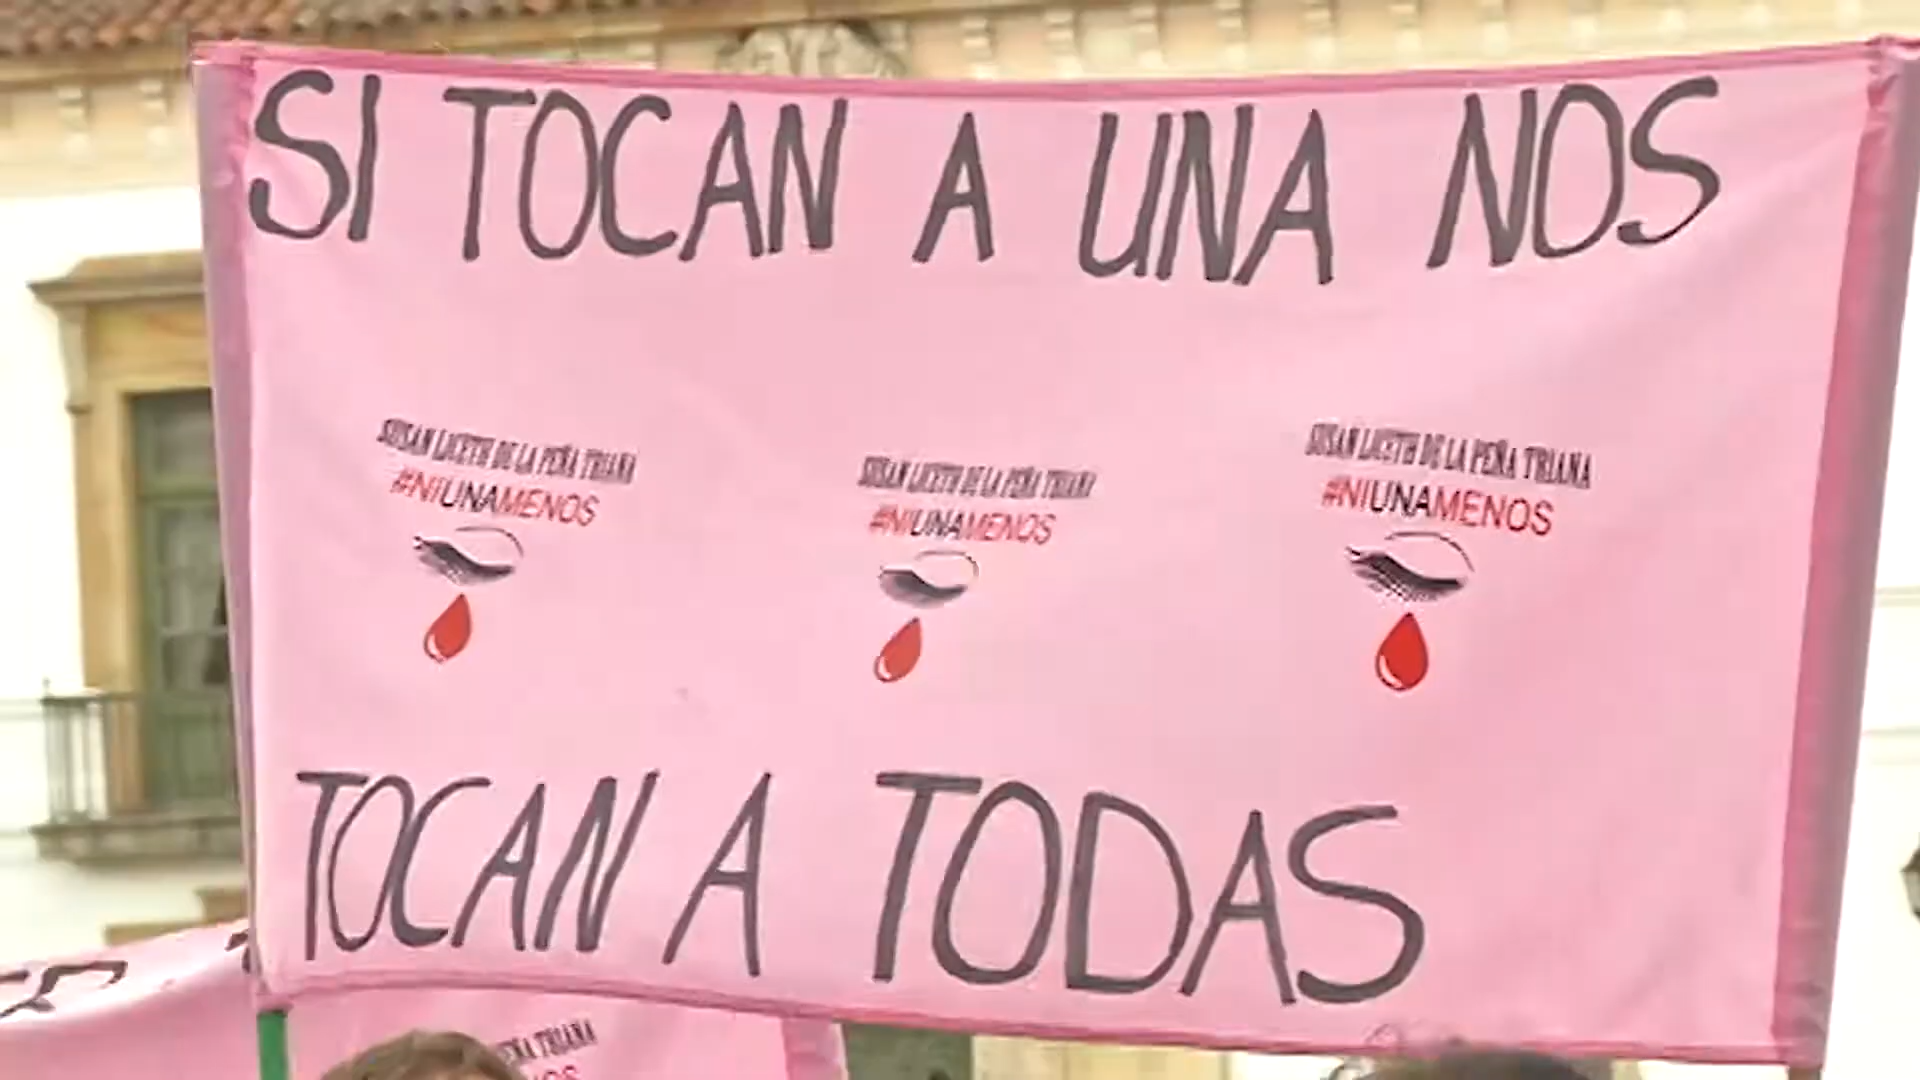 SI TOCAN A UNA NOS
SUSAN LICETH DE LA PEÑA TRIANA
#NIUNAMENOS
SUSAN LICETH DE LA PEÑA TRIANA
#NIUNAMENOS
SUSAN LICETH DE LA PEÑA TRIANA
#NIUNAMENOS
TOCAN A TODAS
TRIANA